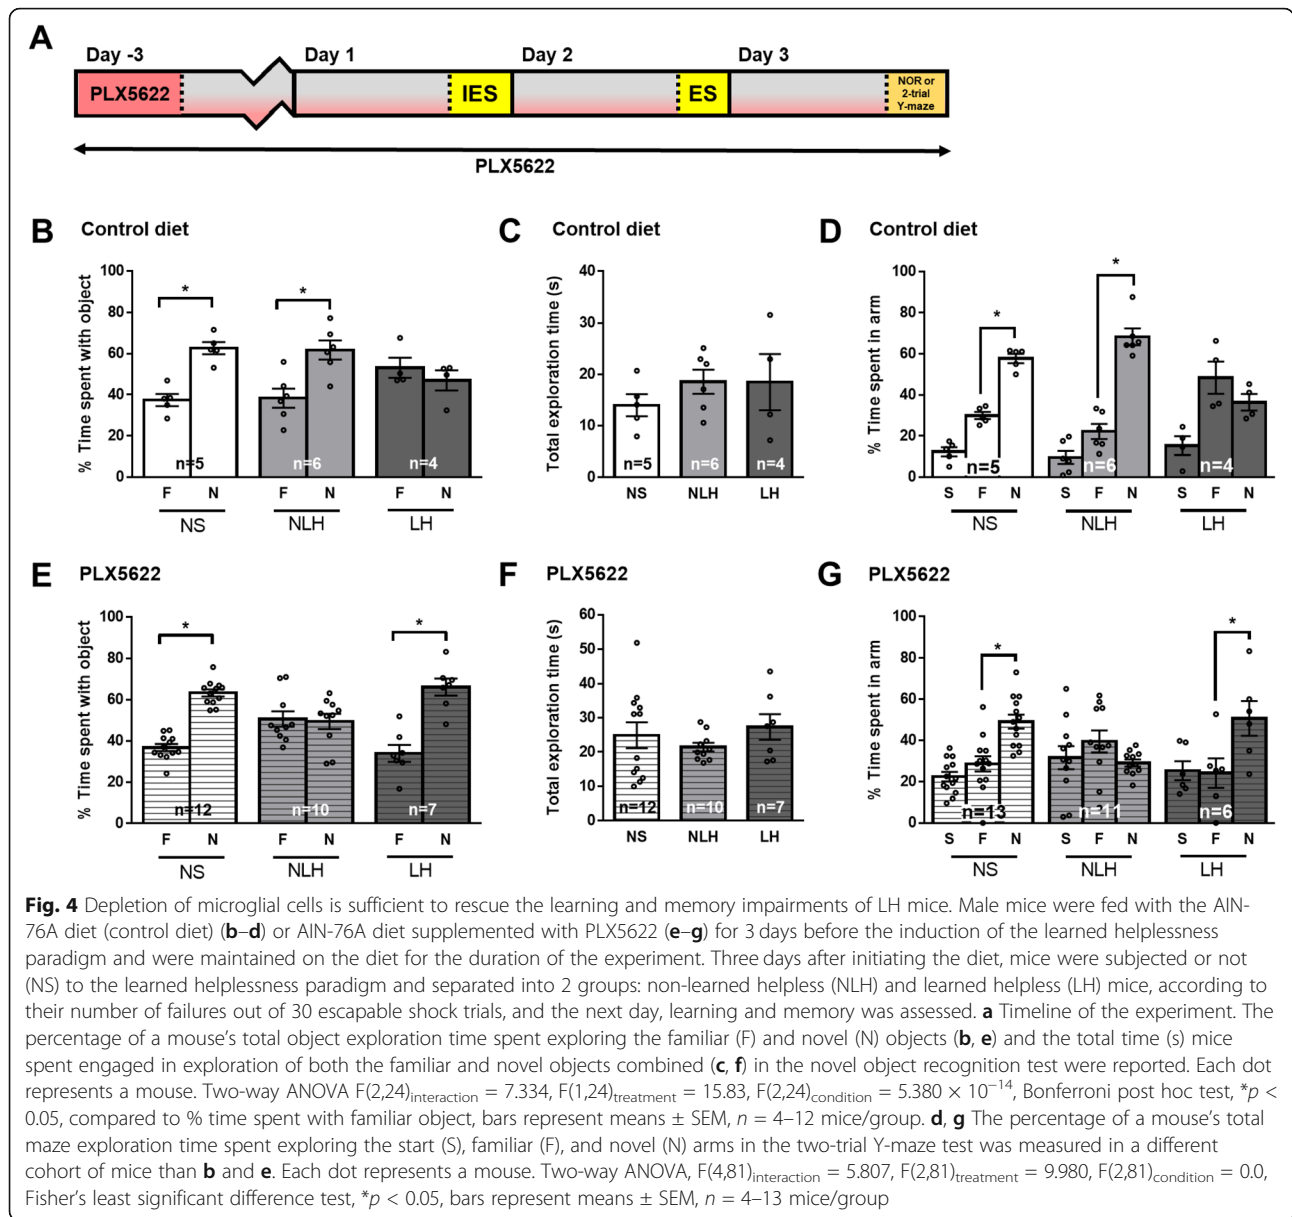 A
Day -3
Day 1
Day 2
Day 3
PLX5622
IES
ES
NOR or
2-trial
Y-maze
PLX5622
B Control diet
% Time spent with object
100
80
60
40
20
0
* *
n=5 n=6 n=4
F N F N F N
NS NLH LH
C Control diet
Total exploration time (s)
40
30
20
10
0
n=5 n=6 n=4
NS NLH LH
D Control diet
% Time spent in arm
100
80
60
40
20
0
* *
n=5 n=6 n=4
S F N S F N S F N
NS NLH LH
E PLX5622
% Time spent with object
100
80
60
40
20
0
* *
n=12 n=10 n=7
F N F N F N
NS NLH LH
F PLX5622
Total exploration time (s)
60
50
40
30
20
10
0
n=12 n=10 n=7
NS NLH LH
G PLX5622
% Time spent in arm
100
80
60
40
20
0
* *
n=13 n=11 n=6
S F N S F N S F N
NS NLH LH
Fig. 4 Depletion of microglial cells is sufficient to rescue the learning and memory impairments of LH mice. Male mice were fed with the AIN-
76A diet (control diet) (b–d) or AIN-76A diet supplemented with PLX5622 (e–g) for 3 days before the induction of the learned helplessness
paradigm and were maintained on the diet for the duration of the experiment. Three days after initiating the diet, mice were subjected or not
(NS) to the learned helplessness paradigm and separated into 2 groups: non-learned helpless (NLH) and learned helpless (LH) mice, according to
their number of failures out of 30 escapable shock trials, and the next day, learning and memory was assessed. a Timeline of the experiment. The
percentage of a mouse's total object exploration time spent exploring the familiar (F) and novel (N) objects (b, e) and the total time (s) mice
spent engaged in exploration of both the familiar and novel objects combined (c, f) in the novel object recognition test were reported. Each dot
represents a mouse. Two-way ANOVA F(2,24)interaction = 7.334, F(1,24)treatment = 15.83, F(2,24)condition = 5.380 × 10−14, Bonferroni post hoc test, *p <
0.05, compared to % time spent with familiar object, bars represent means ± SEM, n = 4–12 mice/group. d, g The percentage of a mouse's total
maze exploration time spent exploring the start (S), familiar (F), and novel (N) arms in the two-trial Y-maze test was measured in a different
cohort of mice than b and e. Each dot represents a mouse. Two-way ANOVA, F(4,81)interaction = 5.807, F(2,81)treatment = 9.980, F(2,81)condition = 0.0,
Fisher's least significant difference test, *p < 0.05, bars represent means ± SEM, n = 4–13 mice/group